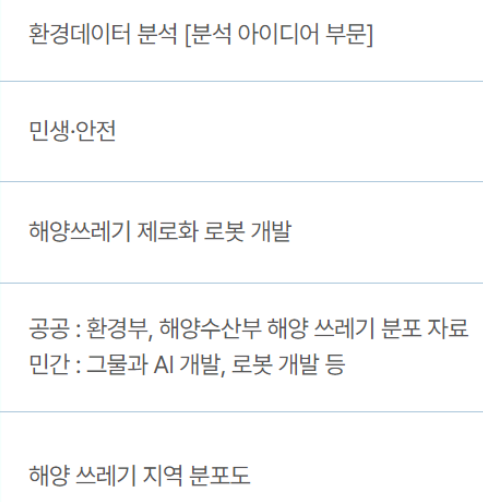 환경데이터 분석 [분석 아이디어 부문]
민생·안전
해양쓰레기 제로화 로봇 개발
공공 : 환경부, 해양수산부 해양 쓰레기 분포 자료
민간 : 그물과 AI 개발, 로봇 개발 등
해양 쓰레기 지역 분포도